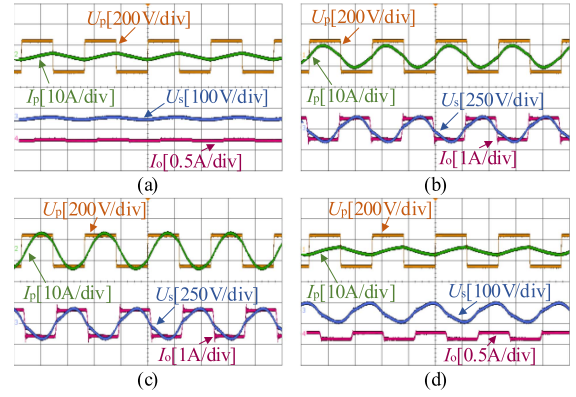 Up[200V/div]
Ip[10A/div]
Us[100V/div]
Io[0.5A/div]
(a)
Up[200V/div]
Ip[10A/div]
Us[250V/div]
Io[1A/div]
(b)
Up[200V/div]
Ip[10A/div]
Us[250V/div]
Io[1A/div]
(c)
Up[200V/div]
Ip[10A/div]
Us[100V/div]
Io[0.5A/div]
(d)